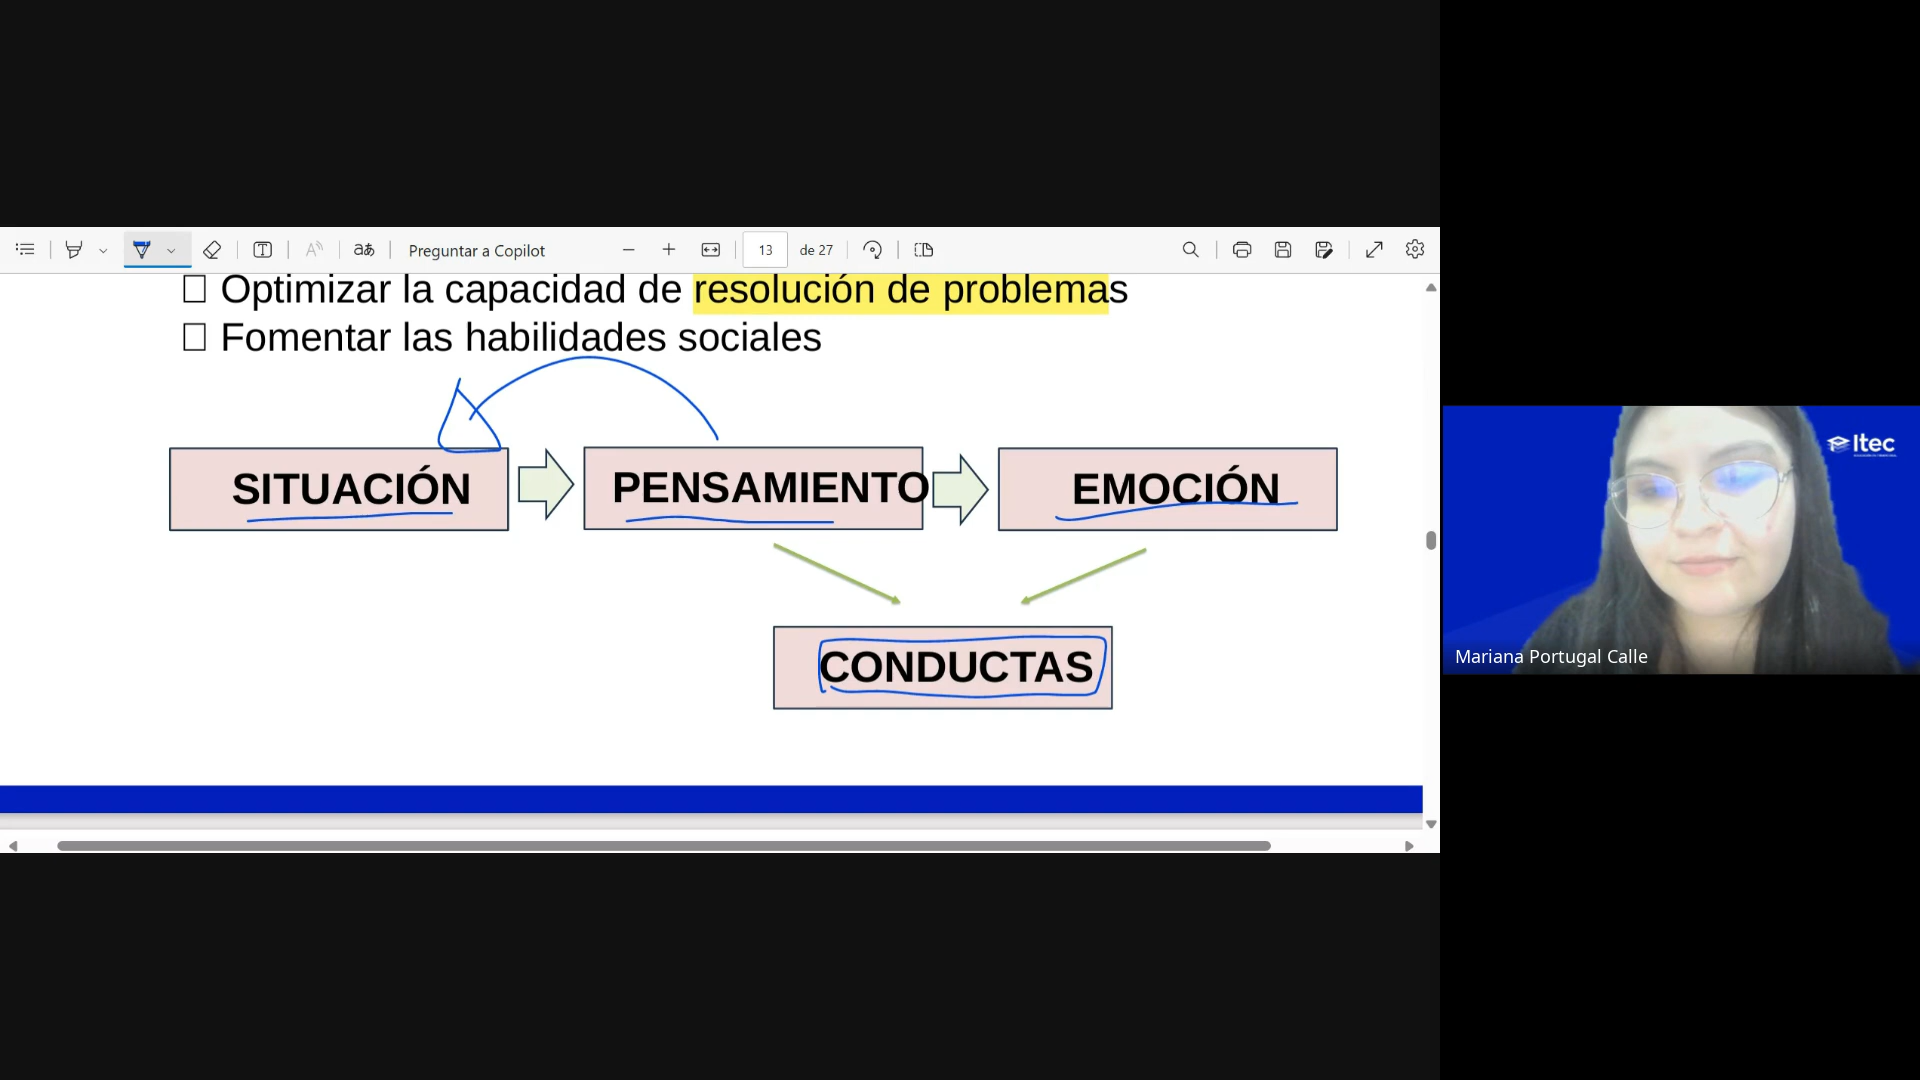 Preguntar a Copilot
13 de 27
Optimizar la capacidad de resolución de problemas
Fomentar las habilidades sociales
SITUACIÓN
PENSAMIENTO
EMOCIÓN
CONDUCTAS
Itec
Mariana Portugal Calle